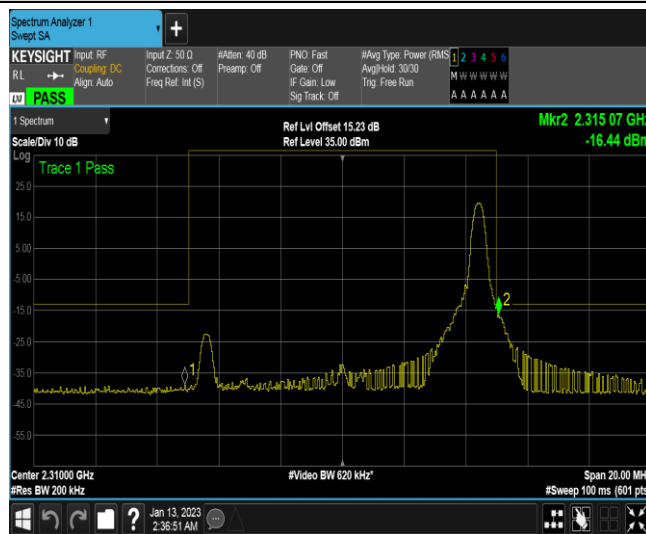 Spectrum Analyzer 1
Swept SA
+
KEYSIGHT
RL
LXI PASS
Input: RF
Coupling: DC
Align: Auto
Input Z: 50 Ω
Corrections: Off
Freq Ref: Int (S)
#Atten: 40 dB
Preamp: Off
PNO: Fast
Gate: Off
IF Gain: Low
Sig Track: Off
#Avg Type: Power (RMS
Avg|Hold: 30/30
Trig: Free Run
1 2 3 4 5 6
M W W W W W
A A A A A A
1 Spectrum
Scale/Div 10 dB
Ref Lvl Offset 15.23 dB
Ref Level 35.00 dBm
Mkr2 2.315 07 GHz
-16.44 dBm
Log
Trace 1 Pass
25.0
15.0
5.00
-5.00
-15.0
-25.0
-35.0
-45.0
-55.0
1
2
Center 2.31000 GHz
#Res BW 200 kHz
#Video BW 620 kHz*
Span 20.00 MH
#Sweep 100 ms (601 pts
?
Jan 13, 2023
2:36:51 AM